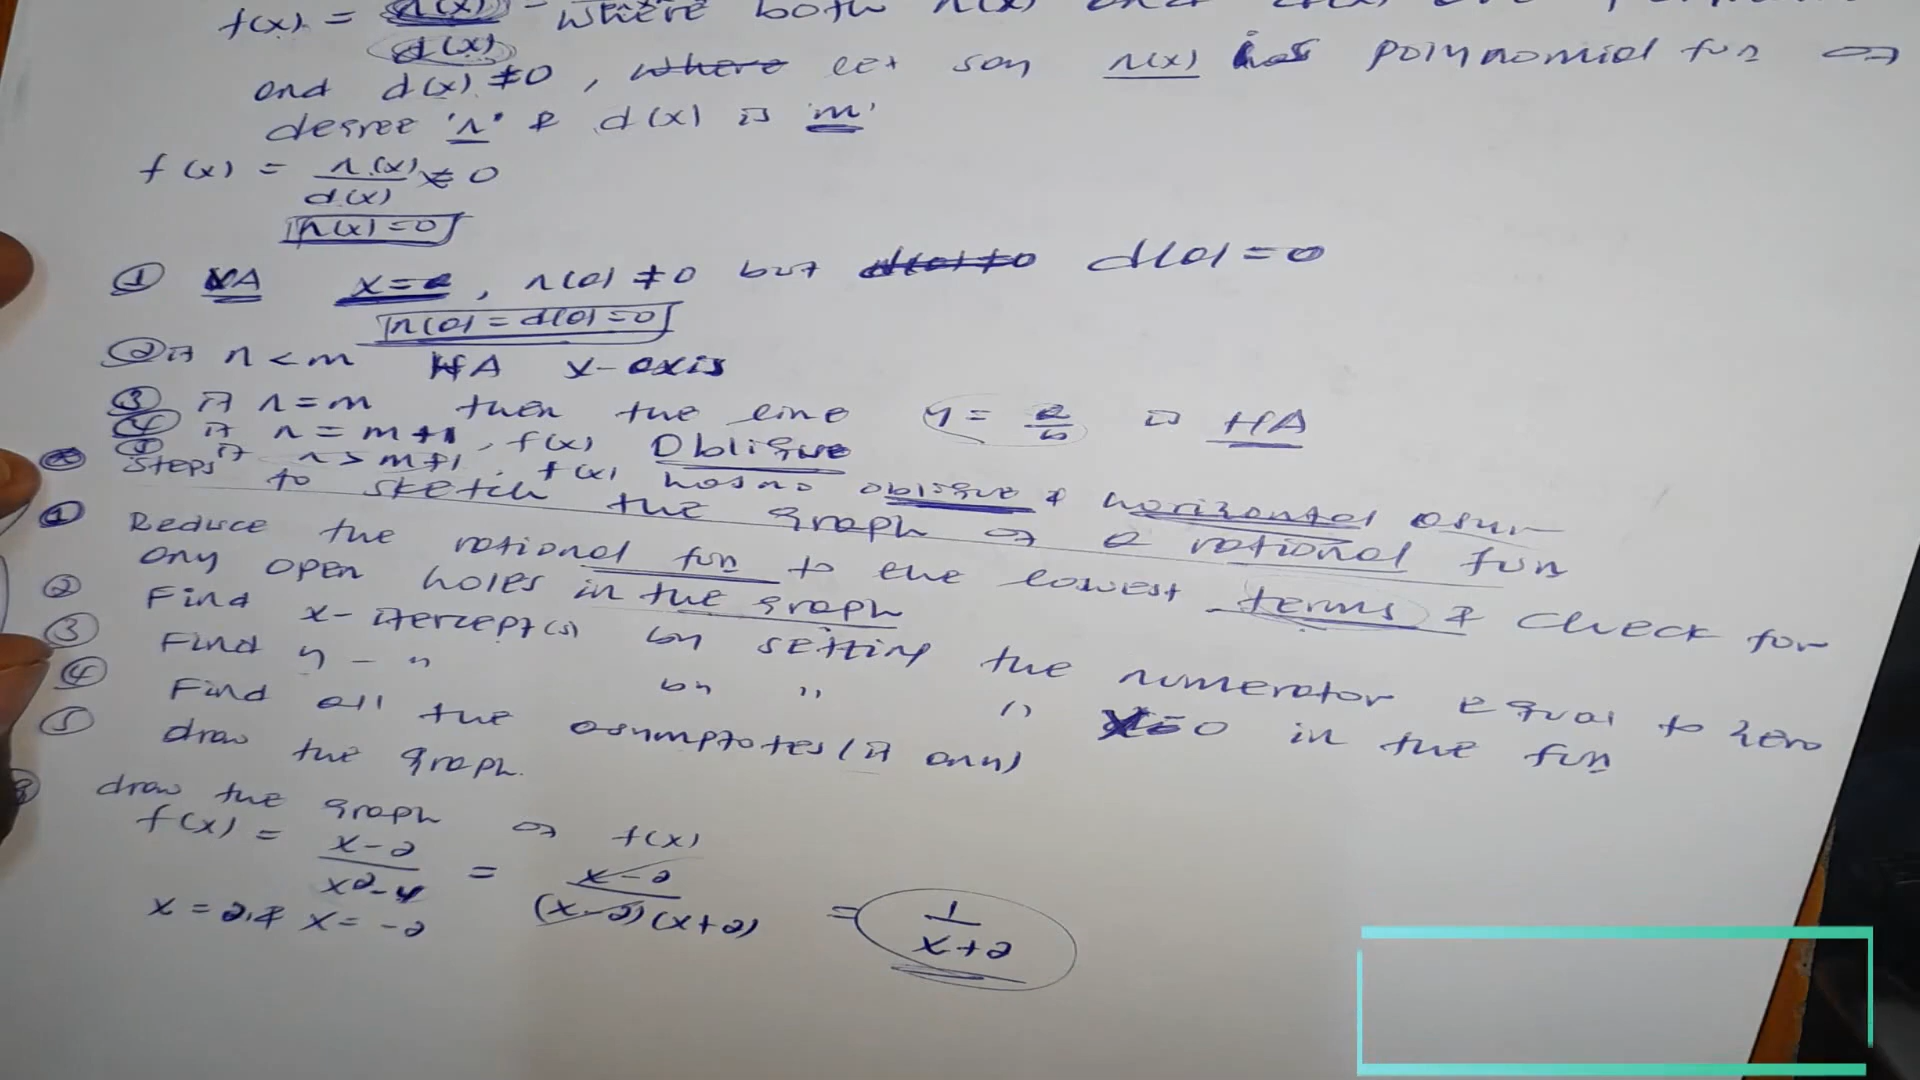 f(x) = n(x) / d(x) where both n(x) and d(x) are
and d(x) ≠ 0, where let say n(x) has polynomial fun of
degree 'n' & d(x) is 'm'
f(x) = n(x) / d(x) ≠ 0
n(x) = 0
① VA x = a, n(a) ≠ 0 but d(a) ≠ 0 d(a) = 0
n(a) = d(a) = 0
② if n < m HA x-axis
③ if n = m then the line y = a/b is HA
④ if n = m+1, f(x) Oblique
⑤ if n > m+1, f(x) has no oblique & horizontal asym
Steps to sketch the graph of a rational fun
① Reduce the rational fun to the lowest terms & check for
any open holes in the graph
② Find x-itercept(s) by setting the numerator equal to zero
③ Find y - " by " " x=0 in the fun
④ Find all the asymptotes (if any)
⑤ draw the graph.
draw the graph of f(x)
f(x) = x-2 / x²-4 = x-2 / (x-2)(x+2) = 1 / x+2
x = 2, & x = -2